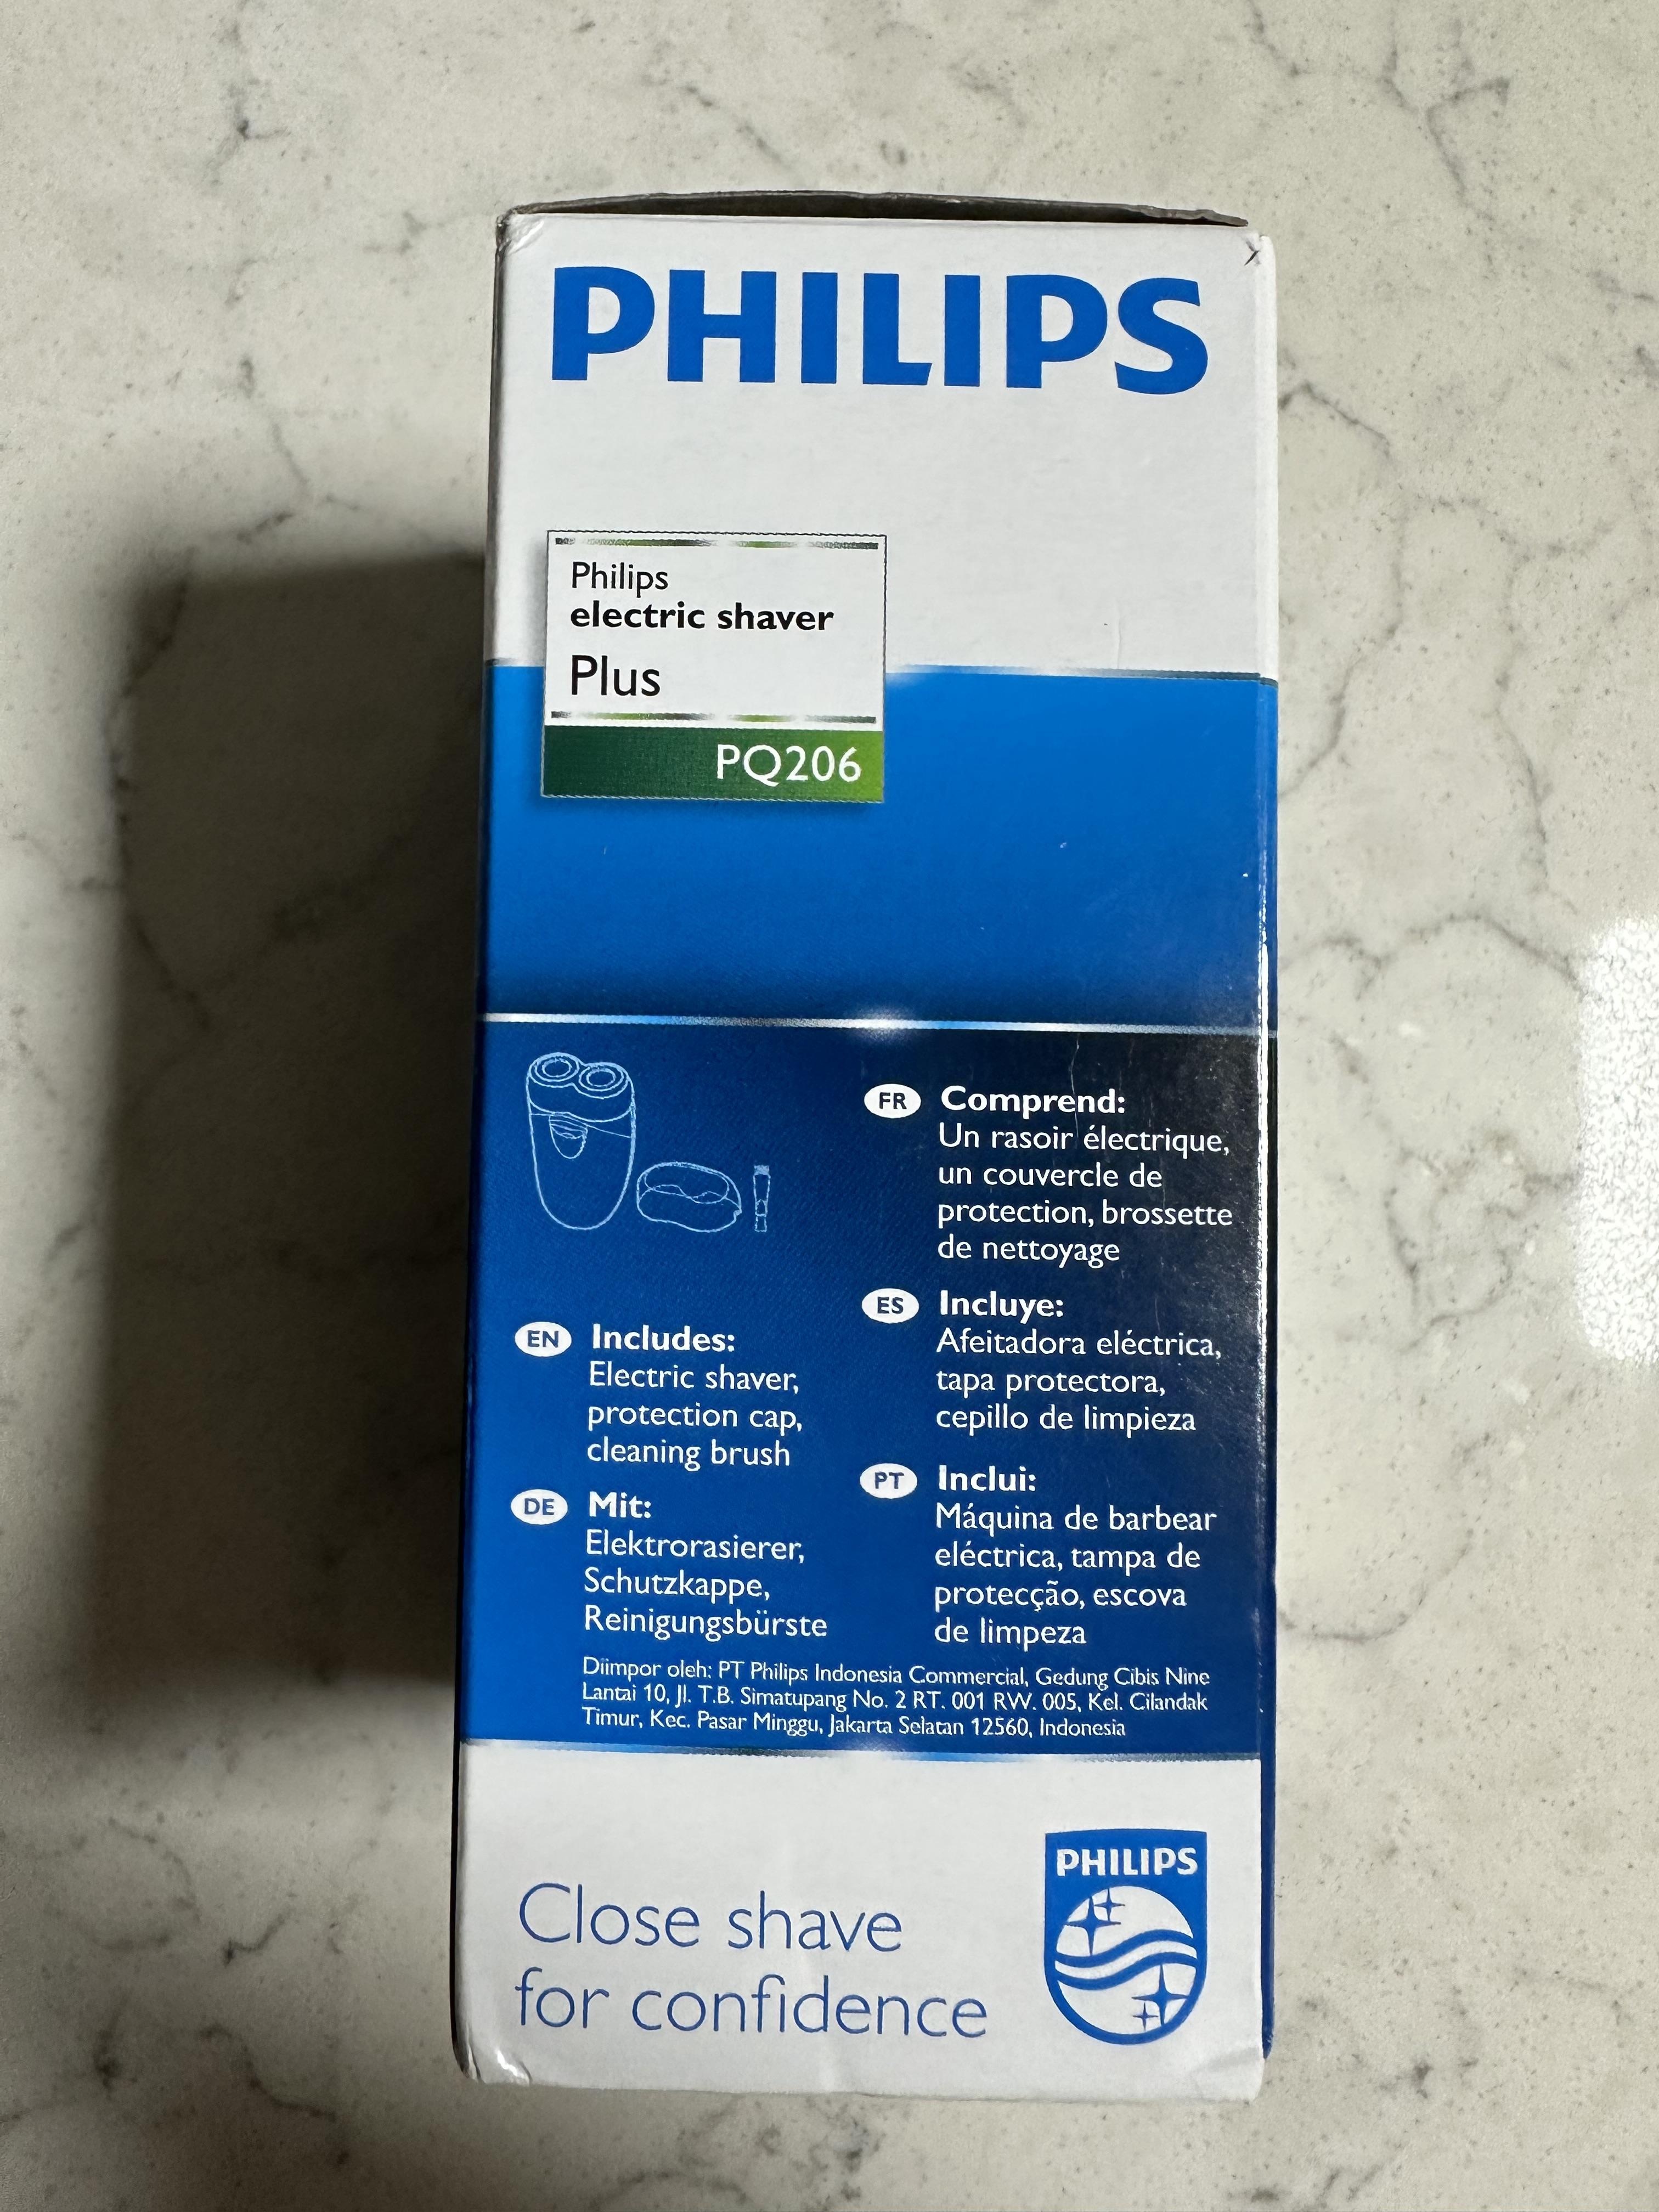 PHILIPS
Philips
electric shaver
Plus
PQ206
EN Includes:
Electric shaver,
protection cap,
cleaning brush
DE Mit:
Elektrorasierer,
Schutzkappe,
Reinigungsbürste
FR Comprend:
Un rasoir électrique,
un couvercle de
protection, brossette
de nettoyage
ES Incluye:
Afeitadora eléctrica,
tapa protectora,
cepillo de limpieza
PT Inclui:
Máquina de barbear
eléctrica, tampa de
protecção, escova
de limpeza
Diimpor oleh: PT Philips Indonesia Commercial, Gedung Cibis Nine
Lantai 10, Jl. T.B. Simatupang No. 2 RT. 001 RW. 005, Kel. Cilandak
Timur, Kec. Pasar Minggu, Jakarta Selatan 12560, Indonesia
Close shave
for confidence
PHILIPS